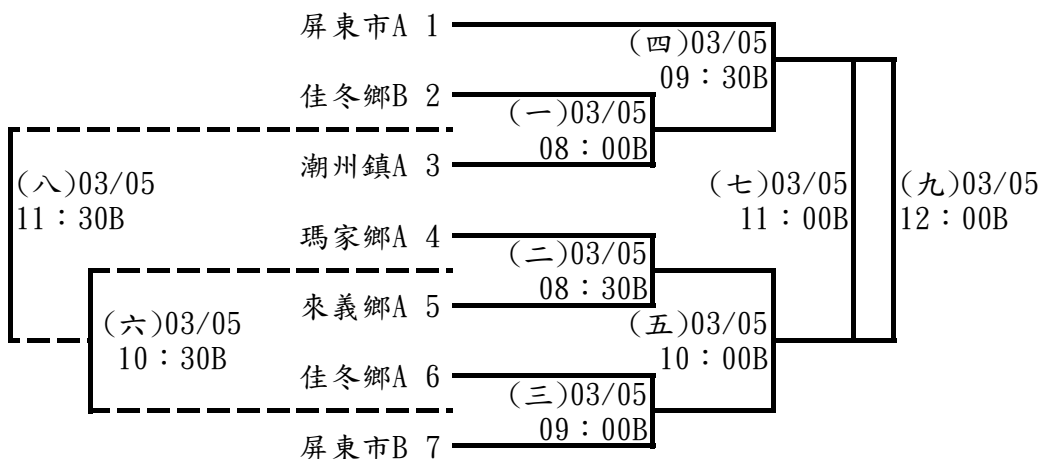 屏東市A 1
(四)03/05
09：30B
佳冬鄉B 2
(一)03/05
08：00B
潮州鎮A 3
(八)03/05
11：30B
(七)03/05
11：00B
(九)03/05
12：00B
瑪家鄉A 4
(二)03/05
08：30B
來義鄉A 5
(六)03/05
10：30B
(五)03/05
10：00B
佳冬鄉A 6
(三)03/05
09：00B
屏東市B 7